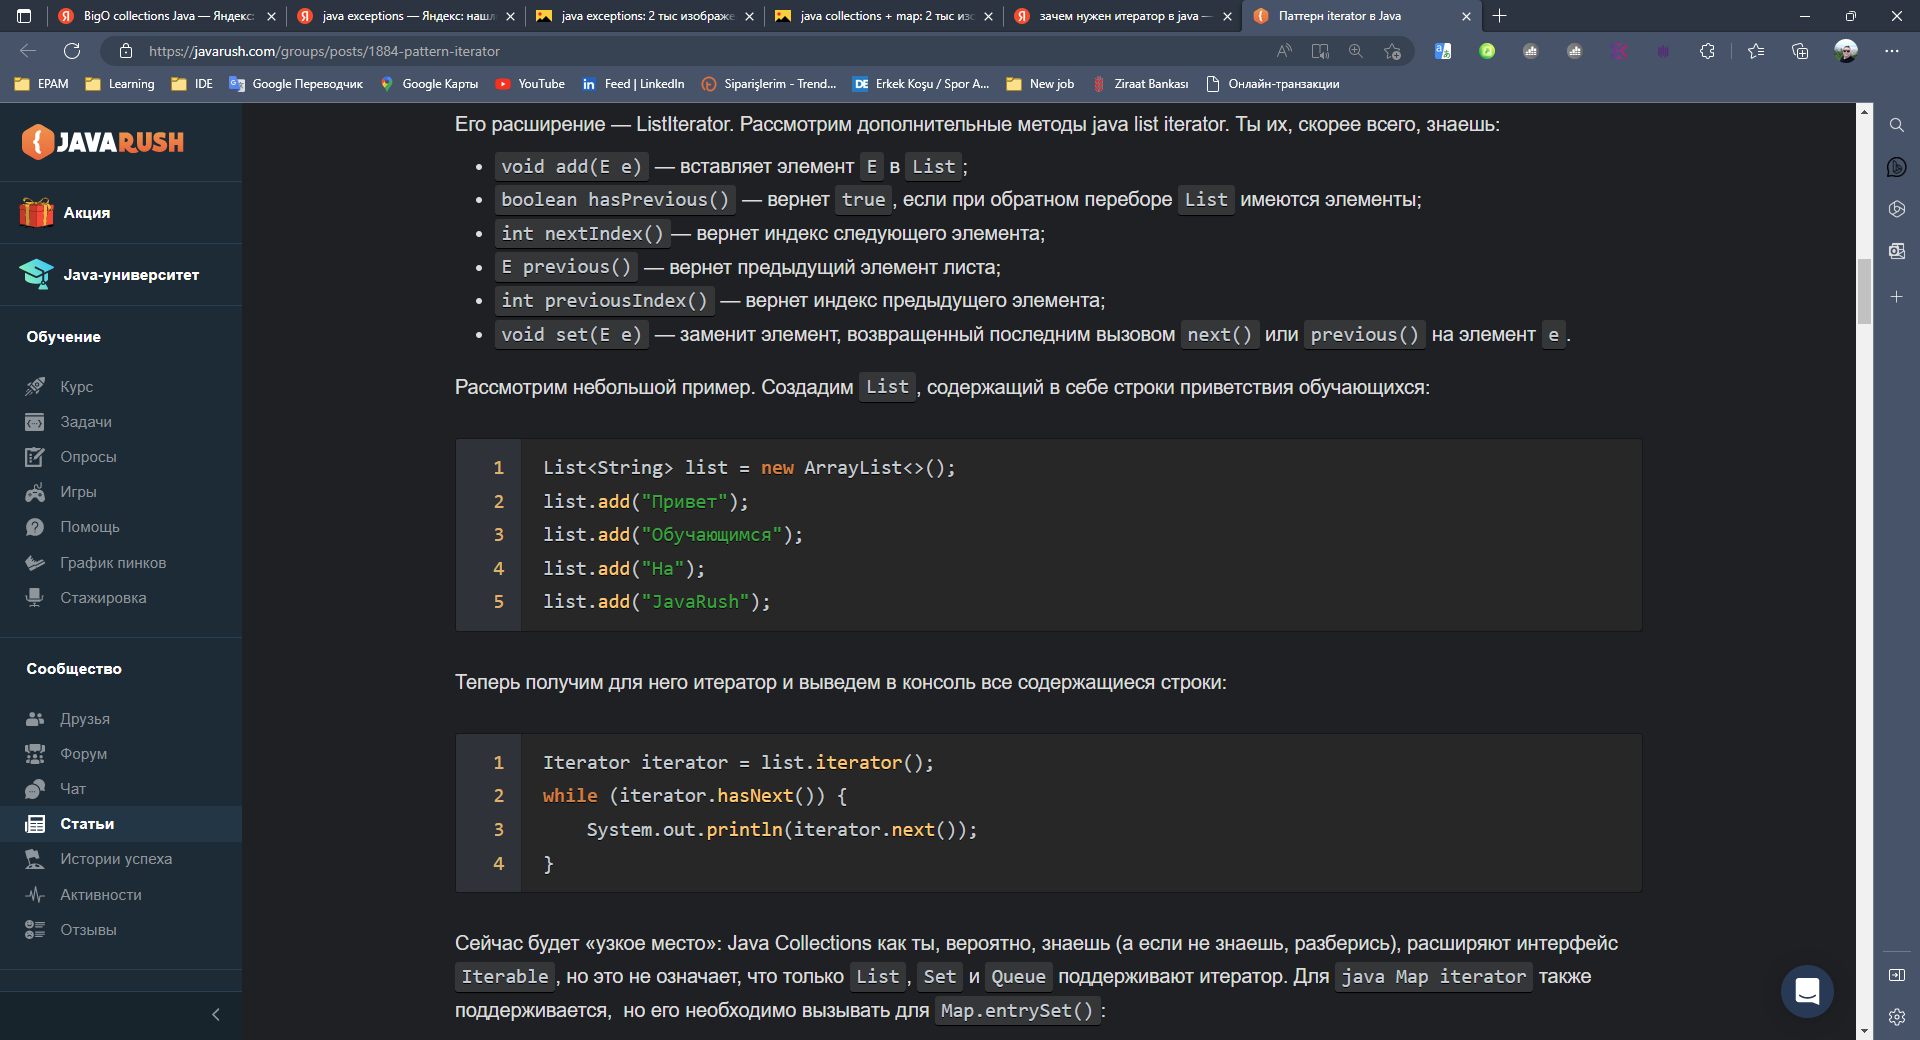 BigO collections Java — Яндекс:
java exceptions — Яндекс: нашл
java exceptions: 2 тыс изображе
java collections + map: 2 тыс изо
зачем нужен итератор в java —
Паттерн iterator в Java
https://javarush.com/groups/posts/1884-pattern-iterator
EPAM
Learning
IDE
Google Переводчик
Google Карты
YouTube
Feed | LinkedIn
Siparişlerim - Trend...
Erkek Koşu / Spor A...
New job
Ziraat Bankası
Онлайн-транзакции
JAVARUSH
Акция
Java-университет
Обучение
Курс
Задачи
Опросы
Игры
Помощь
График пинков
Стажировка
Сообщество
Друзья
Форум
Чат
Статьи
Истории успеха
Активности
Отзывы
Его расширение — ListIterator. Рассмотрим дополнительные методы java list iterator. Ты их, скорее всего, знаешь:
• void add(E e) — вставляет элемент E в List;
• boolean hasPrevious() — вернет true, если при обратном переборе List имеются элементы;
• int nextIndex() — вернет индекс следующего элемента;
• E previous() — вернет предыдущий элемент листа;
• int previousIndex() — вернет индекс предыдущего элемента;
• void set(E e) — заменит элемент, возвращенный последним вызовом next() или previous() на элемент e.
Рассмотрим небольшой пример. Создадим List, содержащий в себе строки приветствия обучающихся:
1 List<String> list = new ArrayList<>();
2 list.add("Привет");
3 list.add("Обучающимся");
4 list.add("На");
5 list.add("JavaRush");
Теперь получим для него итератор и выведем в консоль все содержащиеся строки:
1 Iterator iterator = list.iterator();
2 while (iterator.hasNext()) {
3 System.out.println(iterator.next());
4 }
Сейчас будет «узкое место»: Java Collections как ты, вероятно, знаешь (а если не знаешь, разберись), расширяют интерфейс
Iterable, но это не означает, что только List, Set и Queue поддерживают итератор. Для java Map iterator также
поддерживается, но его необходимо вызывать для Map.entrySet():